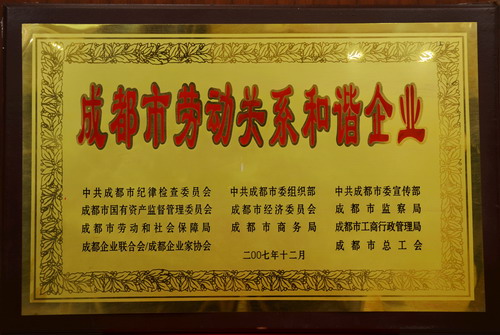 成都市劳动关系和谐企业
中共成都市纪律检查委员会 中共成都市委组织部 中共成都市委宣传部
成都市国有资产监督管理委员会 成都市经济委员会 成都市监察局
成都市劳动和社会保障局 成都市商务局 成都市工商行政管理局
成都企业联合会/成都企业家协会 成都市总工会
二〇〇七年十二月